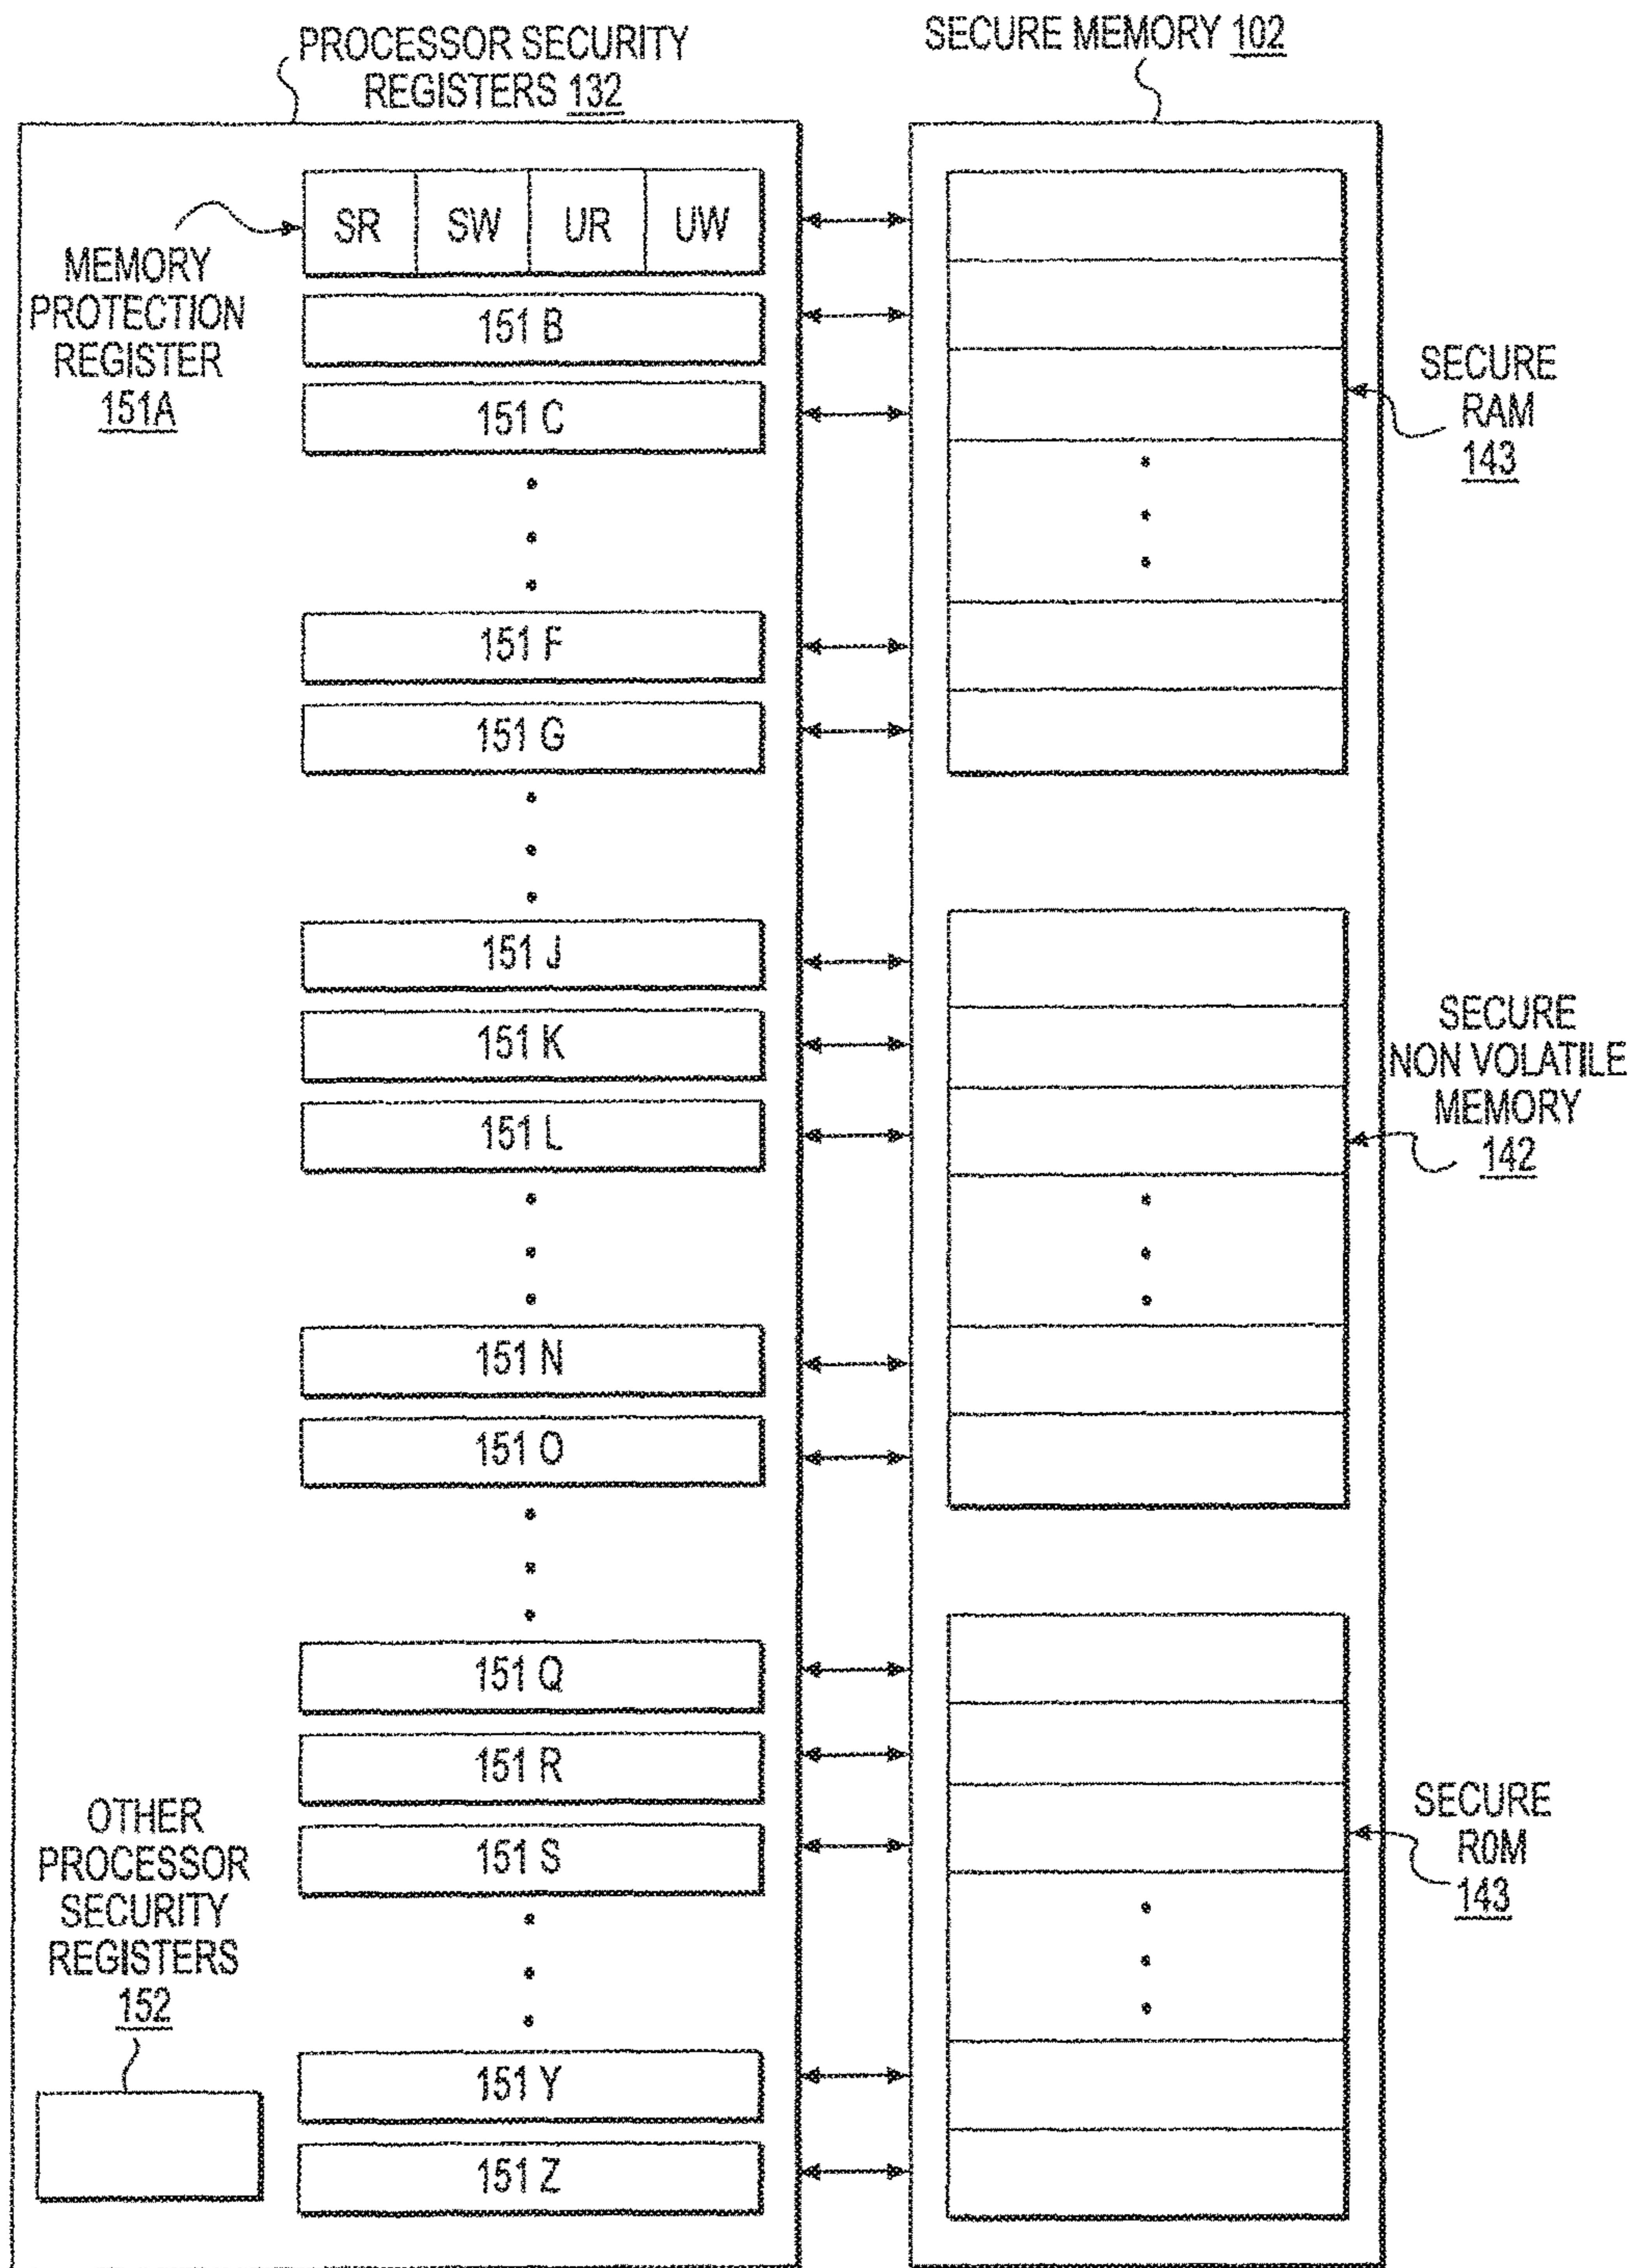 PROCESSOR SECURITY
REGISTERS 132
SECURE MEMORY 102
SR SW UR UW
MEMORY
PROTECTION
REGISTER
151A
151 B
151 C
SECURE
RAM
143
151 F
151 G
151 J
151 K
151 L
SECURE
NON VOLATILE
MEMORY
142
151 N
151 O
151 Q
151 R
151 S
SECURE
ROM
143
OTHER
PROCESSOR
SECURITY
REGISTERS
152
151 Y
151 Z